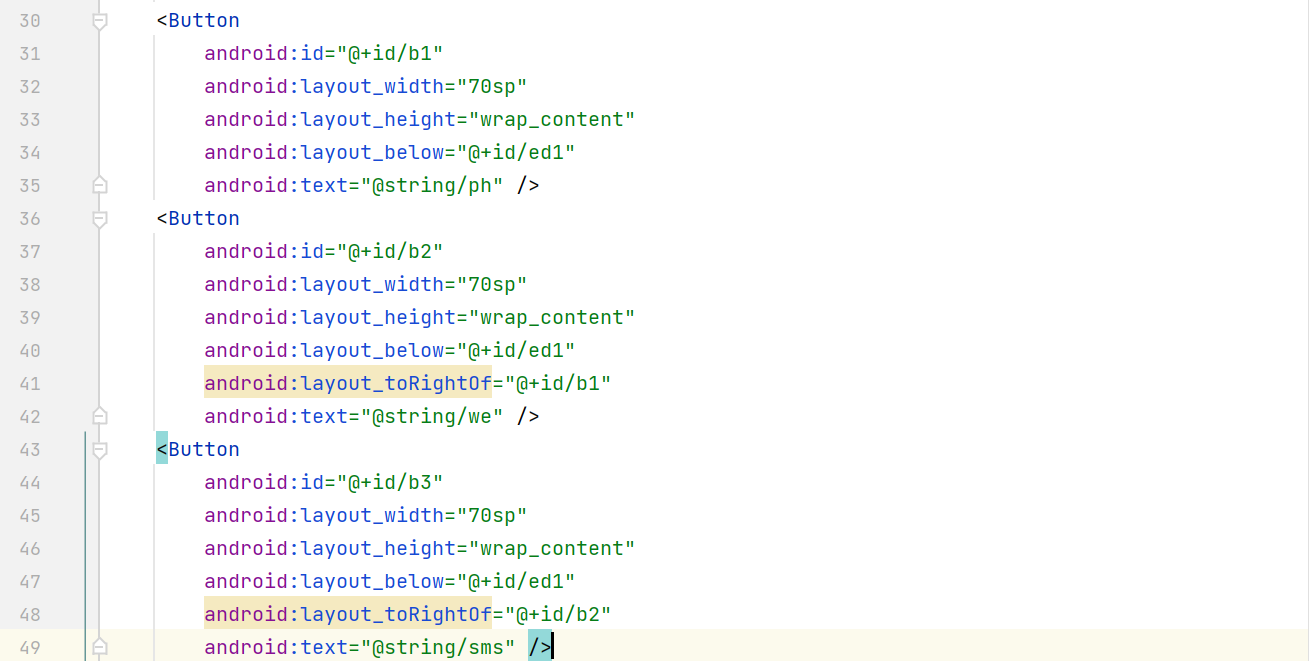 30 <Button
31 android:id="@+id/b1"
32 android:layout_width="70sp"
33 android:layout_height="wrap_content"
34 android:layout_below="@+id/ed1"
35 android:text="@string/ph" />
36 <Button
37 android:id="@+id/b2"
38 android:layout_width="70sp"
39 android:layout_height="wrap_content"
40 android:layout_below="@+id/ed1"
41 android:layout_toRightOf="@+id/b1"
42 android:text="@string/we" />
43 <Button
44 android:id="@+id/b3"
45 android:layout_width="70sp"
46 android:layout_height="wrap_content"
47 android:layout_below="@+id/ed1"
48 android:layout_toRightOf="@+id/b2"
49 android:text="@string/sms" />